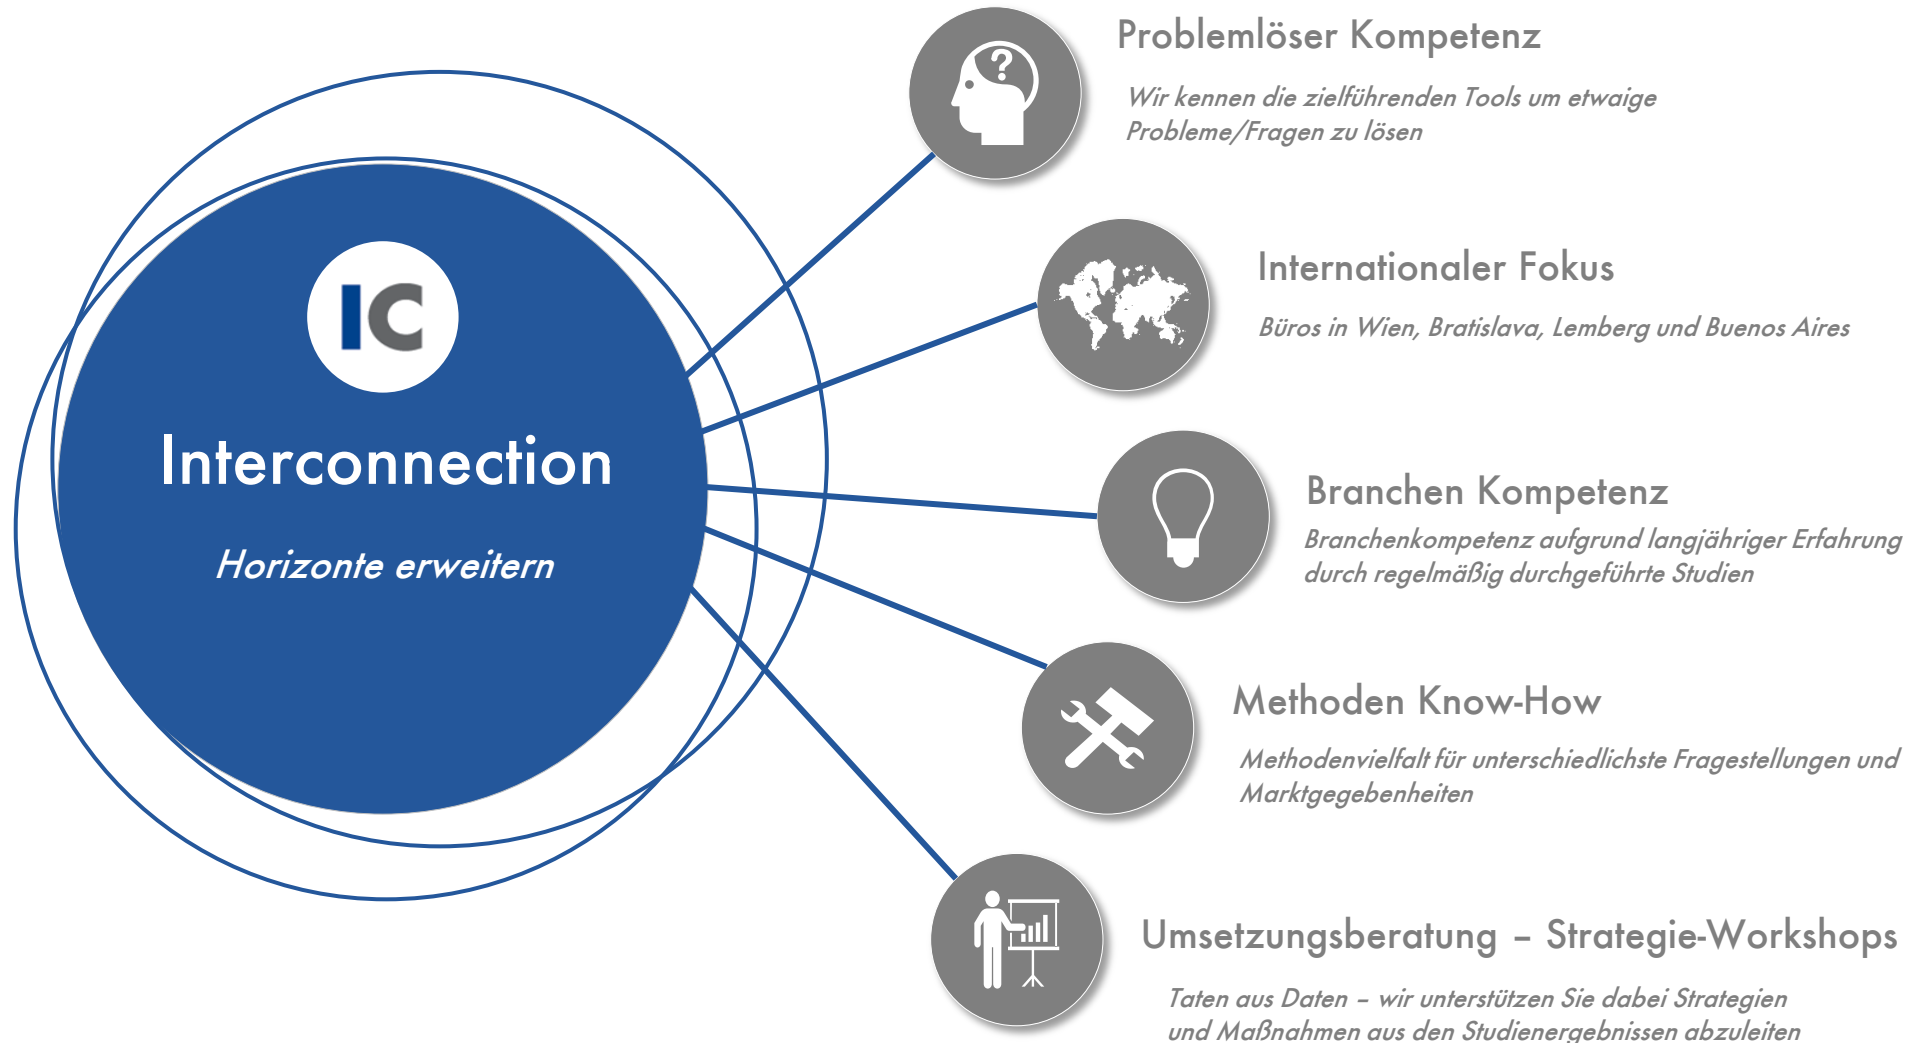 IC
Interconnection
Horizonte erweitern
?
Problemlöser Kompetenz
Wir kennen die zielführenden Tools um etwaige
Probleme/Fragen zu lösen
Internationaler Fokus
Büros in Wien, Bratislava, Lemberg und Buenos Aires
Branchen Kompetenz
Branchenkompetenz aufgrund langjähriger Erfahrung
durch regelmäßig durchgeführte Studien
Methoden Know-How
Methodenvielfalt für unterschiedlichste Fragestellungen und
Marktgegebenheiten
Umsetzungsberatung – Strategie-Workshops
Taten aus Daten – wir unterstützen Sie dabei Strategien
und Maßnahmen aus den Studienergebnissen abzuleiten